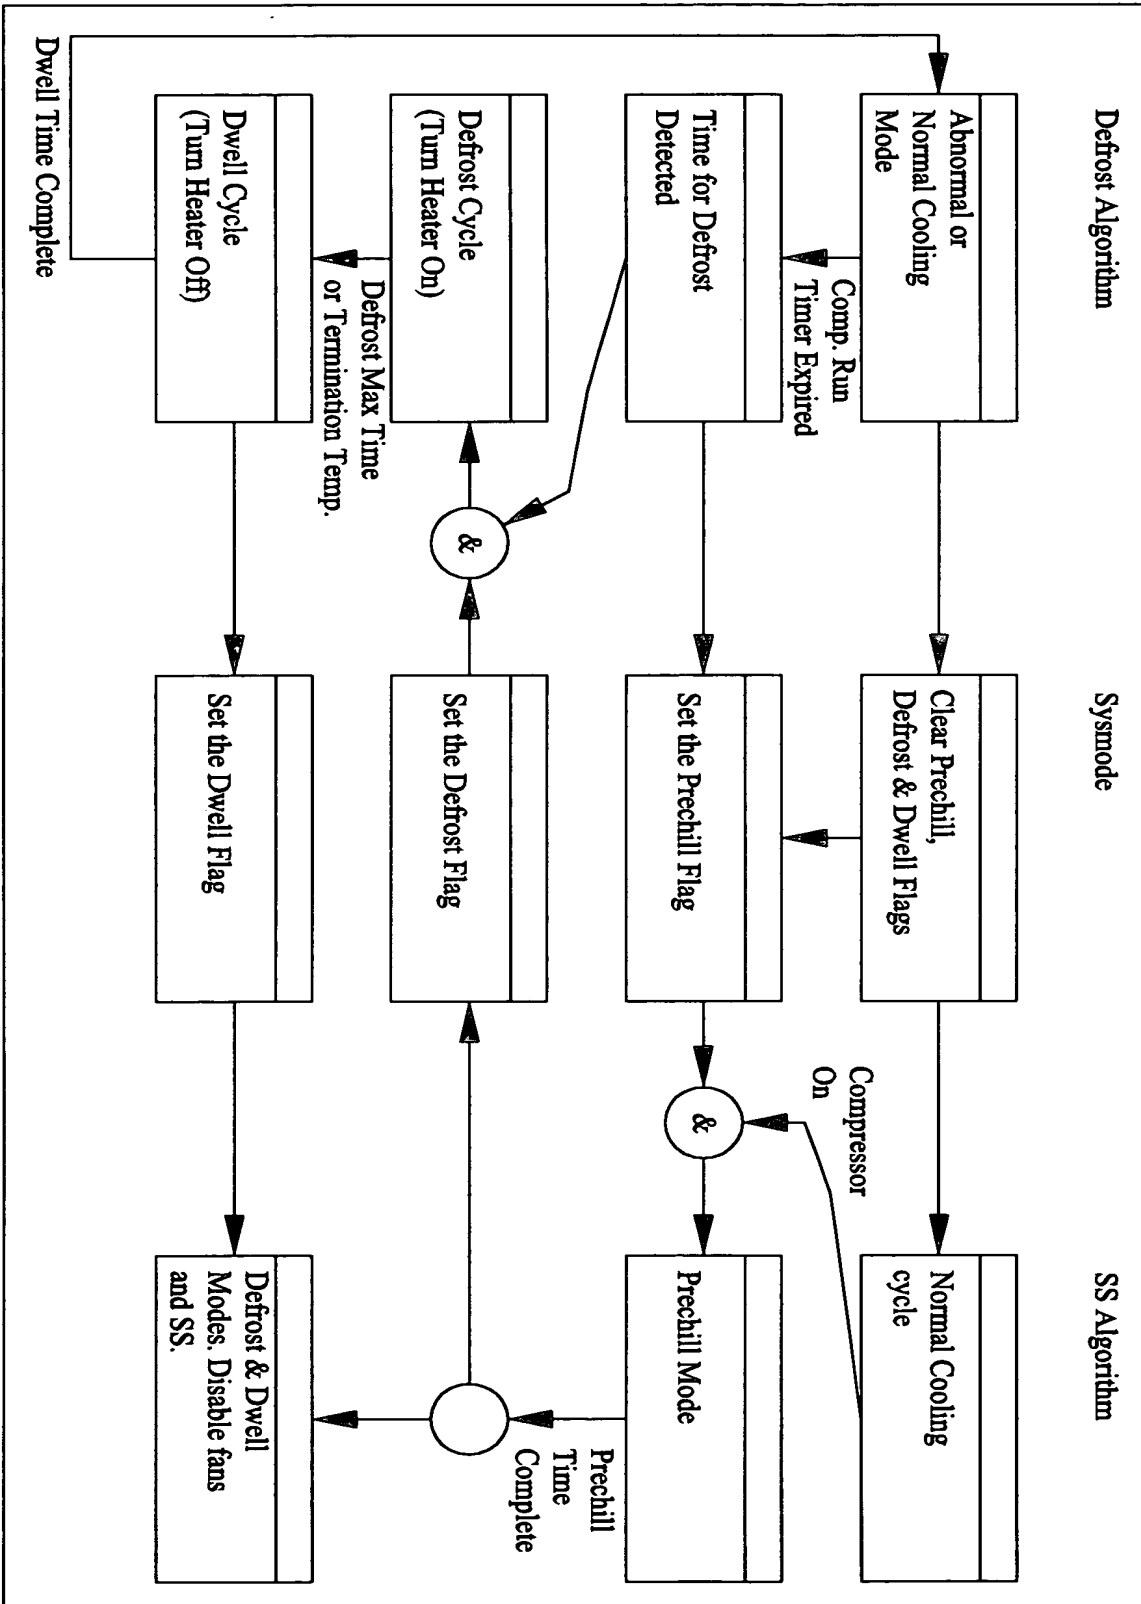 Defrost Algorithm
Sysmode
SS Algorithm
Abnormal or
Normal Cooling
Mode
Clear Prechill,
Defrost & Dwell Flags
Normal Cooling
cycle
Comp. Run
Timer Expired
Compressor
On
Time for Defrost
Detected
Set the Prechill Flag
&
Prechill Mode
Prechill
Time
Complete
Defrost Cycle
(Turn Heater On)
&
Set the Defrost Flag
Defrost Max Time
or Termination Temp.
Dwell Cycle
(Turn Heater Off)
Set the Dwell Flag
Defrost & Dwell
Modes. Disable fans
and SS.
Dwell Time Complete